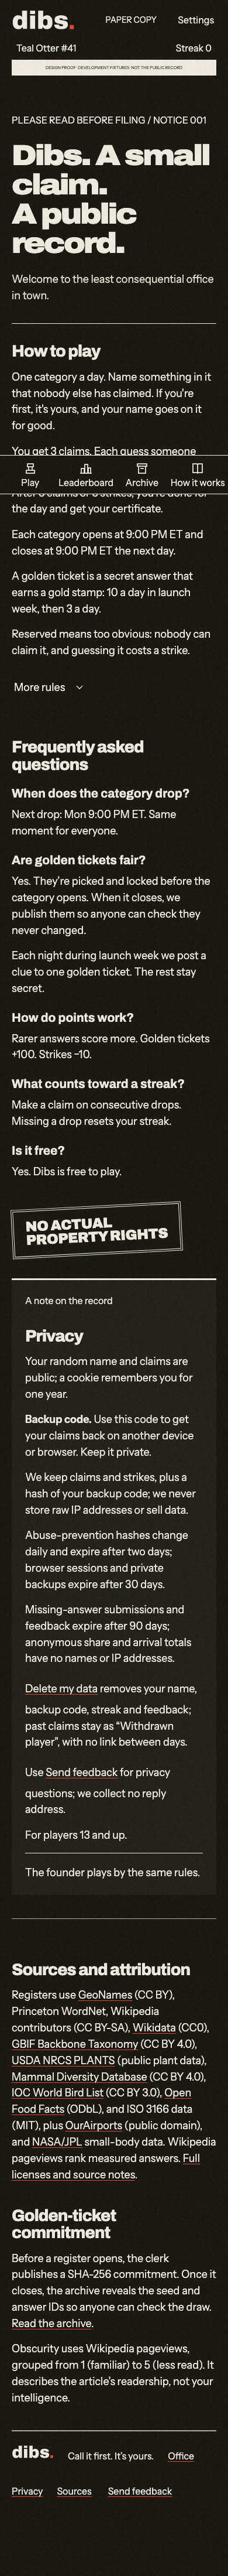 dibs.
PAPER COPY
Settings
Teal Otter #41
Streak 0
DESIGN PROOF · DEVELOPMENT FIXTURES · NOT THE PUBLIC RECORD
PLEASE READ BEFORE FILING / NOTICE 001
Dibs. A small
claim.
A public
record.
Welcome to the least consequential office
in town.
How to play
One category a day. Name something in it
that nobody else has claimed. If you're
first, it's yours, and your name goes on it
for good.
You get 3 claims. Each guess someone
Play
Leaderboard
Archive
How it works
the day and get your certificate.
Each category opens at 9:00 PM ET and
closes at 9:00 PM ET the next day.
A golden ticket is a secret answer that
earns a gold stamp: 10 a day in launch
week, then 3 a day.
Reserved means too obvious: nobody can
claim it, and guessing it costs a strike.
More rules
Frequently asked
questions
When does the category drop?
Next drop: Mon 9:00 PM ET. Same
moment for everyone.
Are golden tickets fair?
Yes. They're picked and locked before the
category opens. When it closes, we
publish them so anyone can check they
never changed.
Each night during launch week we post a
clue to one golden ticket. The rest stay
secret.
How do points work?
Rarer answers score more. Golden tickets
+100. Strikes −10.
What counts toward a streak?
Make a claim on consecutive drops.
Missing a drop resets your streak.
Is it free?
Yes. Dibs is free to play.
NO ACTUAL
PROPERTY RIGHTS
A note on the record
Privacy
Your random name and claims are
public; a cookie remembers you for
one year.
Backup code. Use this code to get
your claims back on another device
or browser. Keep it private.
We keep claims and strikes, plus a
hash of your backup code; we never
store raw IP addresses or sell data.
Abuse-prevention hashes change
daily and expire after two days;
browser sessions and private
backups expire after 30 days.
Missing-answer submissions and
feedback expire after 90 days;
anonymous share and arrival totals
have no names or IP addresses.
Delete my data removes your name,
backup code, streak and feedback;
past claims stay as “Withdrawn
player”, with no link between days.
Use Send feedback for privacy
questions; we collect no reply
address.
For players 13 and up.
The founder plays by the same rules.
Sources and attribution
Registers use GeoNames (CC BY),
Princeton WordNet, Wikipedia
contributors (CC BY-SA), Wikidata (CC0),
GBIF Backbone Taxonomy (CC BY 4.0),
USDA NRCS PLANTS (public plant data),
Mammal Diversity Database (CC BY 4.0),
IOC World Bird List (CC BY 3.0), Open
Food Facts (ODbL), and ISO 3166 data
(MIT), plus OurAirports (public domain),
and NASA/JPL small-body data. Wikipedia
pageviews rank measured answers. Full
licenses and source notes.
Golden-ticket
commitment
Before a register opens, the clerk
publishes a SHA-256 commitment. Once it
closes, the archive reveals the seed and
answer IDs so anyone can check the draw.
Read the archive.
Obscurity uses Wikipedia pageviews,
grouped from 1 (familiar) to 5 (less read). It
describes the article's readership, not your
intelligence.
dibs.
Call it first. It's yours.
Office
Privacy
Sources
Send feedback